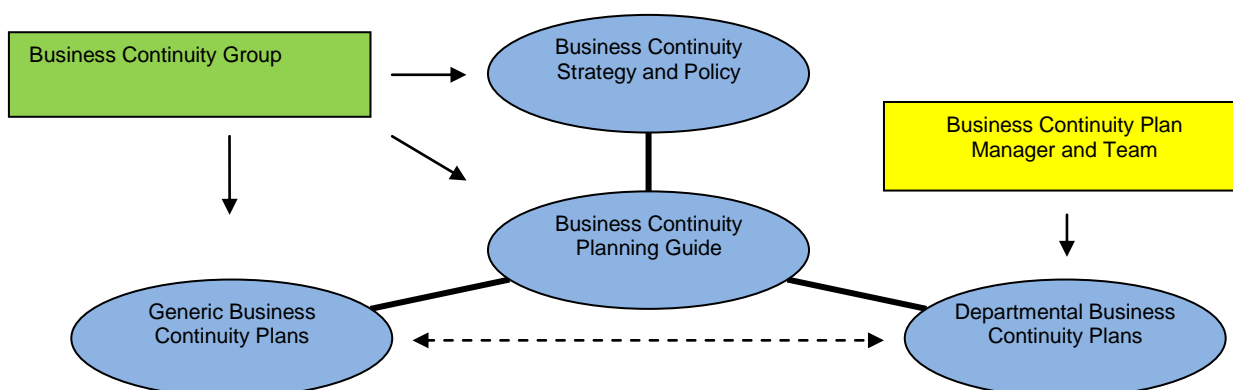 Business Continuity Group
Business Continuity
Strategy and Policy
Business Continuity Plan
Manager and Team
Business Continuity
Planning Guide
Generic Business
Continuity Plans
Departmental Business
Continuity Plans